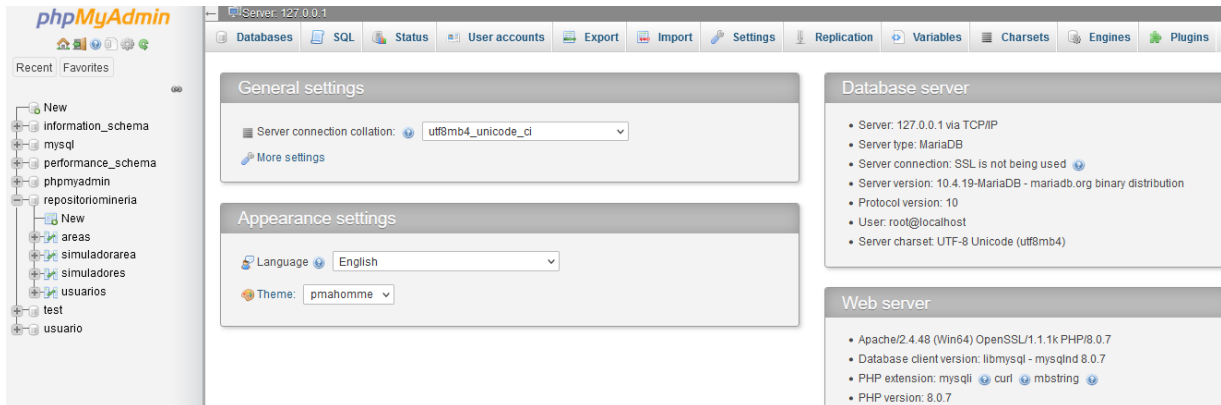 phpMyAdmin
Recent Favorites
New
information_schema
mysql
performance_schema
phpmyadmin
repositoriomineria
New
areas
simuladorarea
simuladores
usuarios
test
usuario
Server: 127.0.0.1
Databases SQL Status User accounts Export Import Settings Replication Variables Charsets Engines Plugins
General settings
Server connection collation: utf8mb4_unicode_ci
More settings
Appearance settings
Language English
Theme: pmahomme
Database server
• Server: 127.0.0.1 via TCP/IP
• Server type: MariaDB
• Server connection: SSL is not being used
• Server version: 10.4.19-MariaDB - mariadb.org binary distribution
• Protocol version: 10
• User: root@localhost
• Server charset: UTF-8 Unicode (utf8mb4)
Web server
• Apache/2.4.48 (Win64) OpenSSL/1.1.1k PHP/8.0.7
• Database client version: libmysql - mysqlnd 8.0.7
• PHP extension: mysqli curl mbstring
• PHP version: 8.0.7